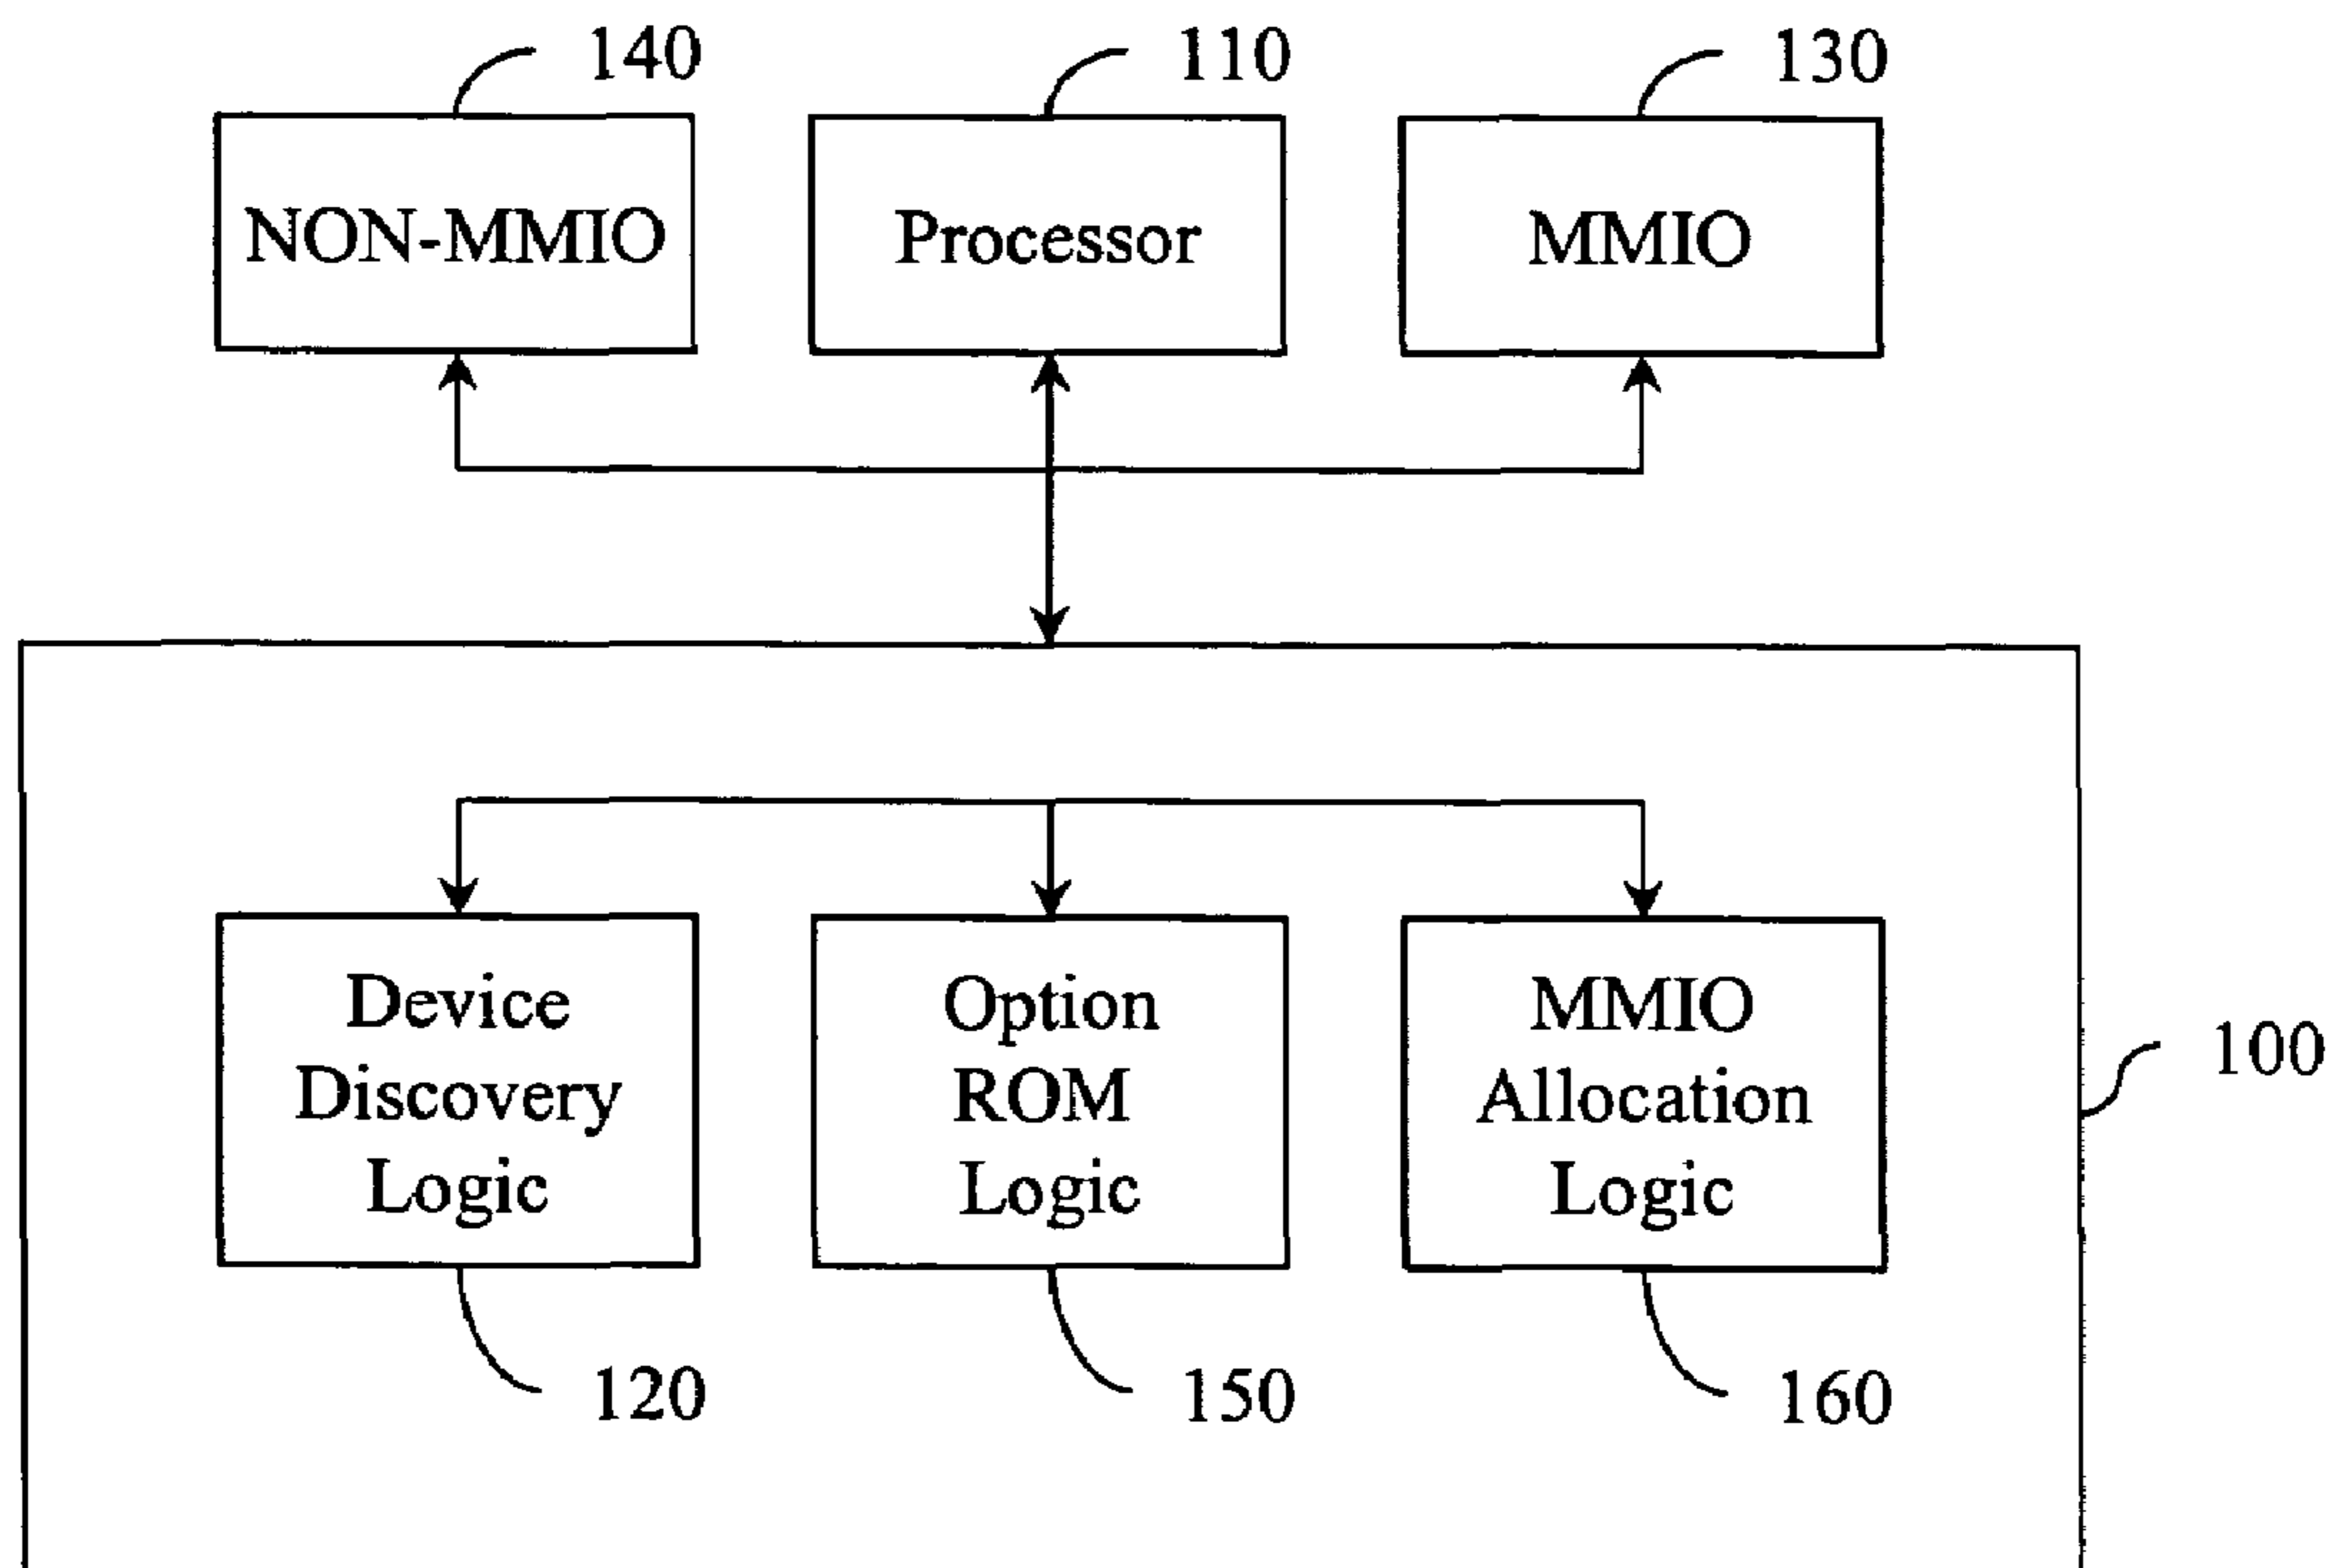 140
110
130
NON-MMIO
Processor
MMIO
Device
Discovery
Logic
Option
ROM
Logic
MMIO
Allocation
Logic
100
120
150
160